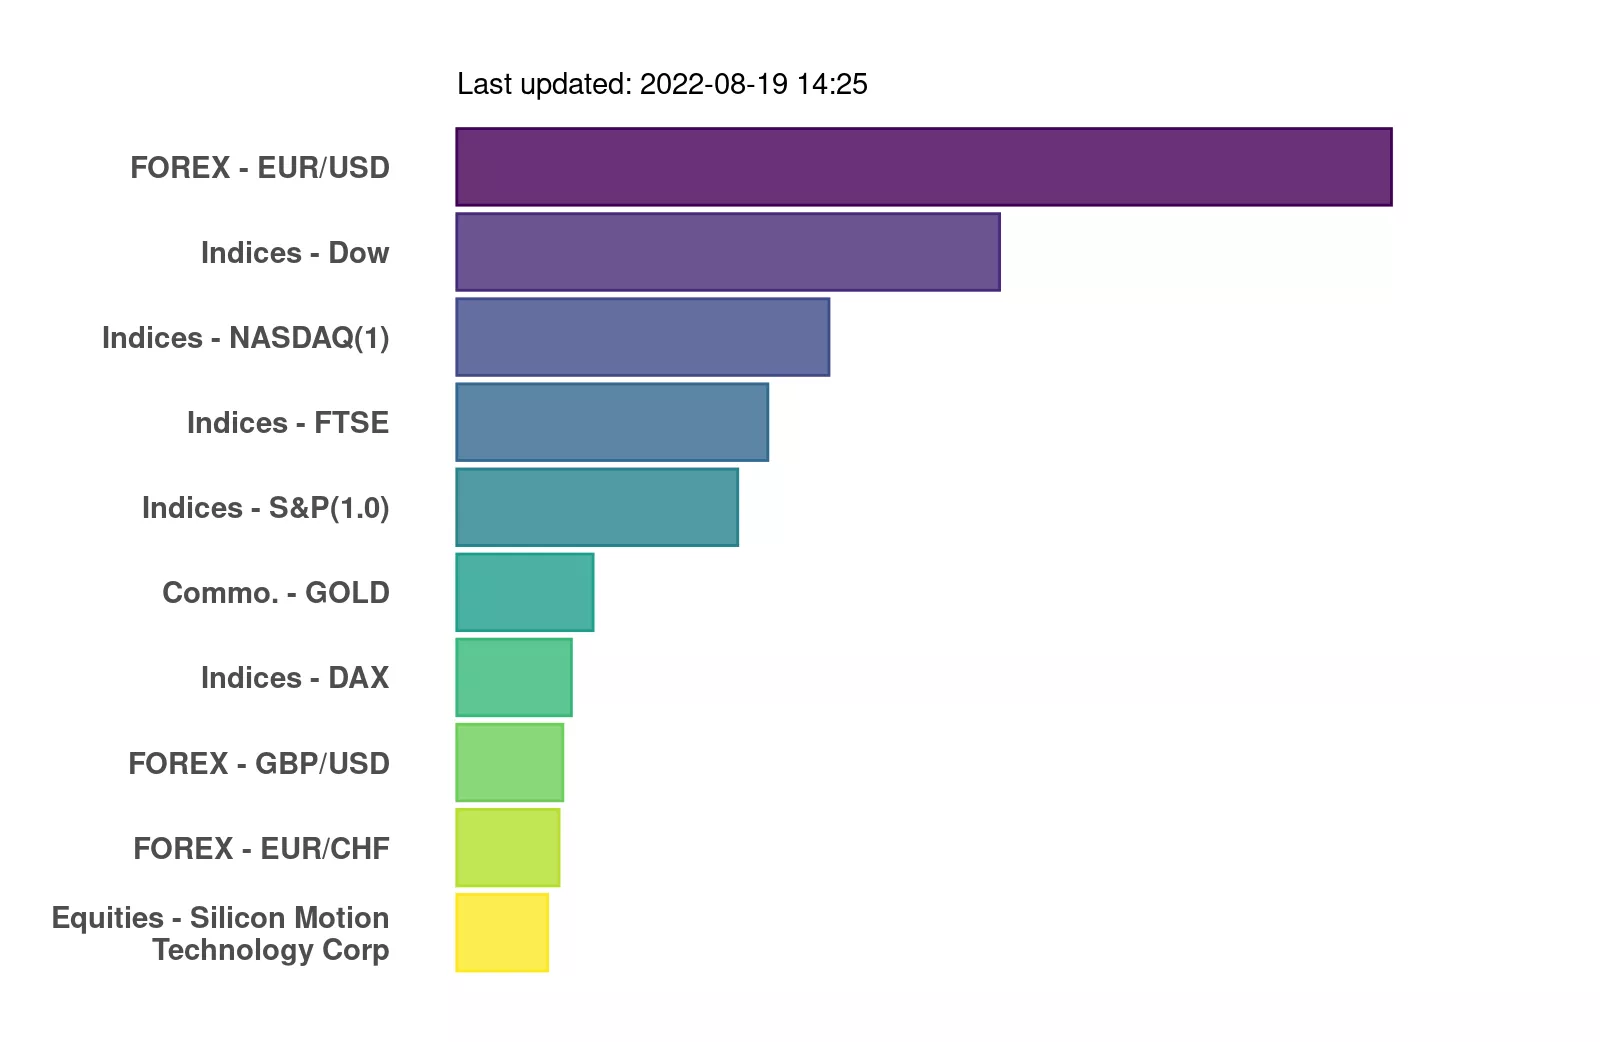 Last updated: 2022-08-19 14:25
FOREX - EUR/USD
Indices - Dow
Indices - NASDAQ(1)
Indices - FTSE
Indices - S&P(1.0)
Commo. - GOLD
Indices - DAX
FOREX - GBP/USD
FOREX - EUR/CHF
Equities - Silicon Motion
Technology Corp